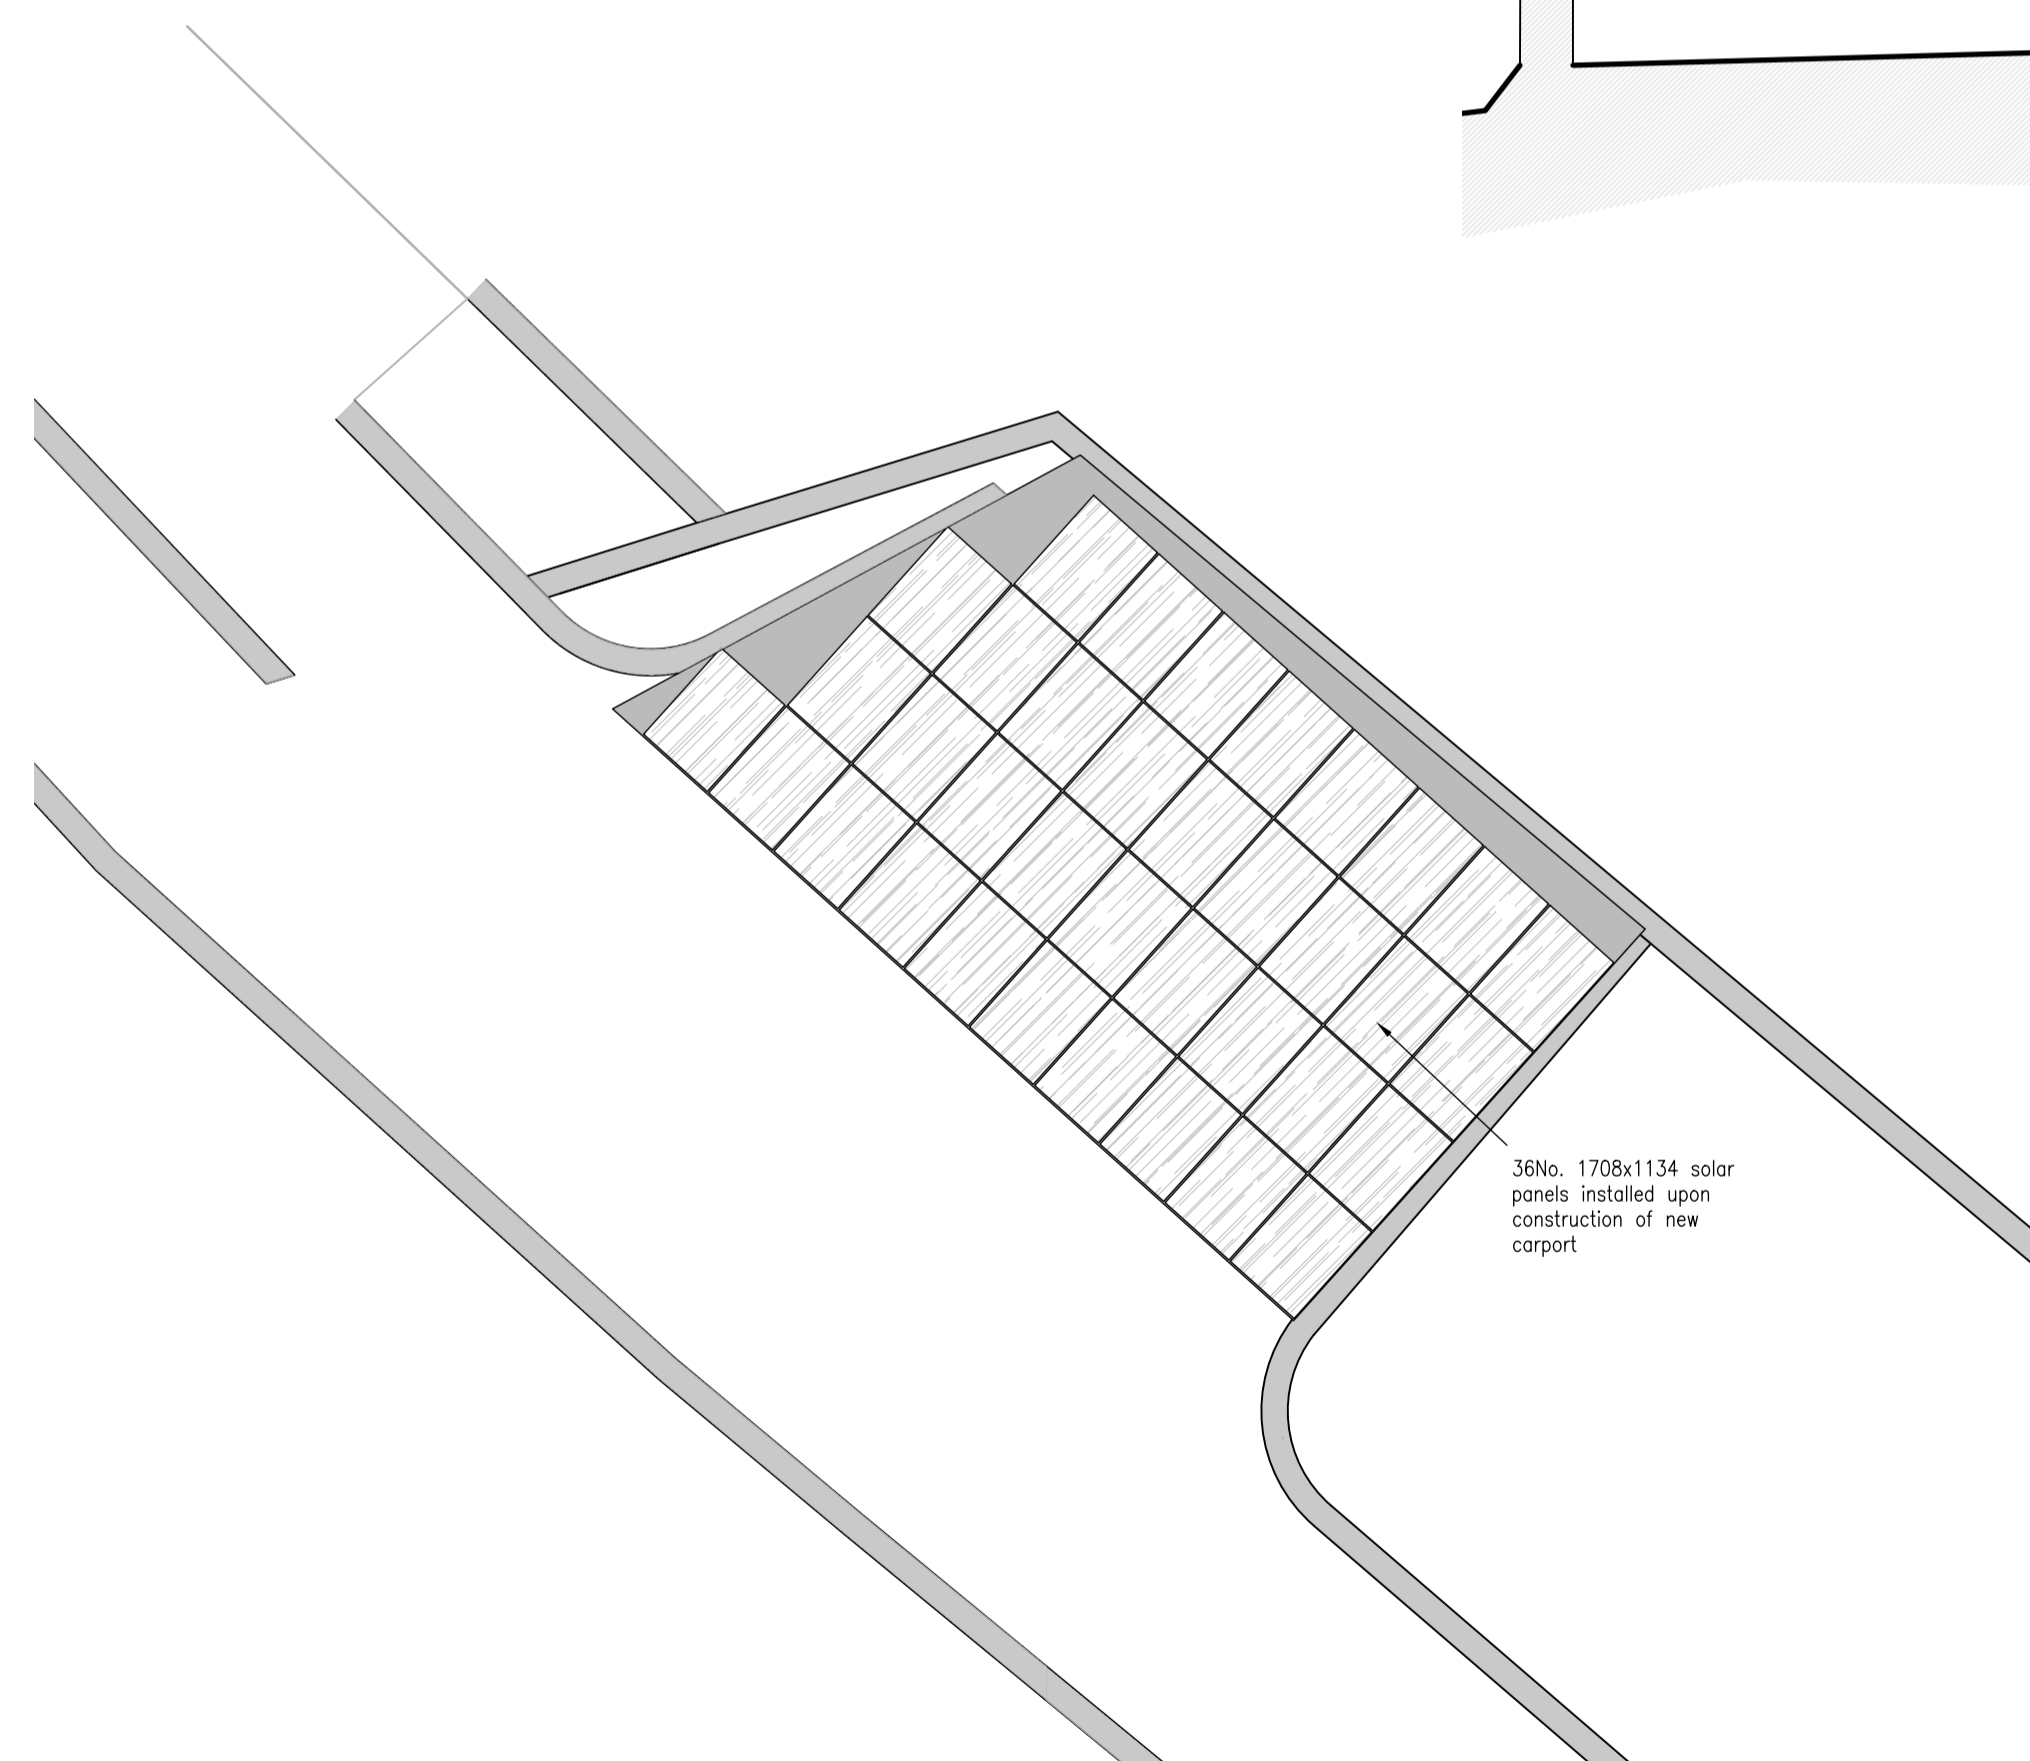 36No. 1708x1134 solar
panels installed upon
construction of new
carport